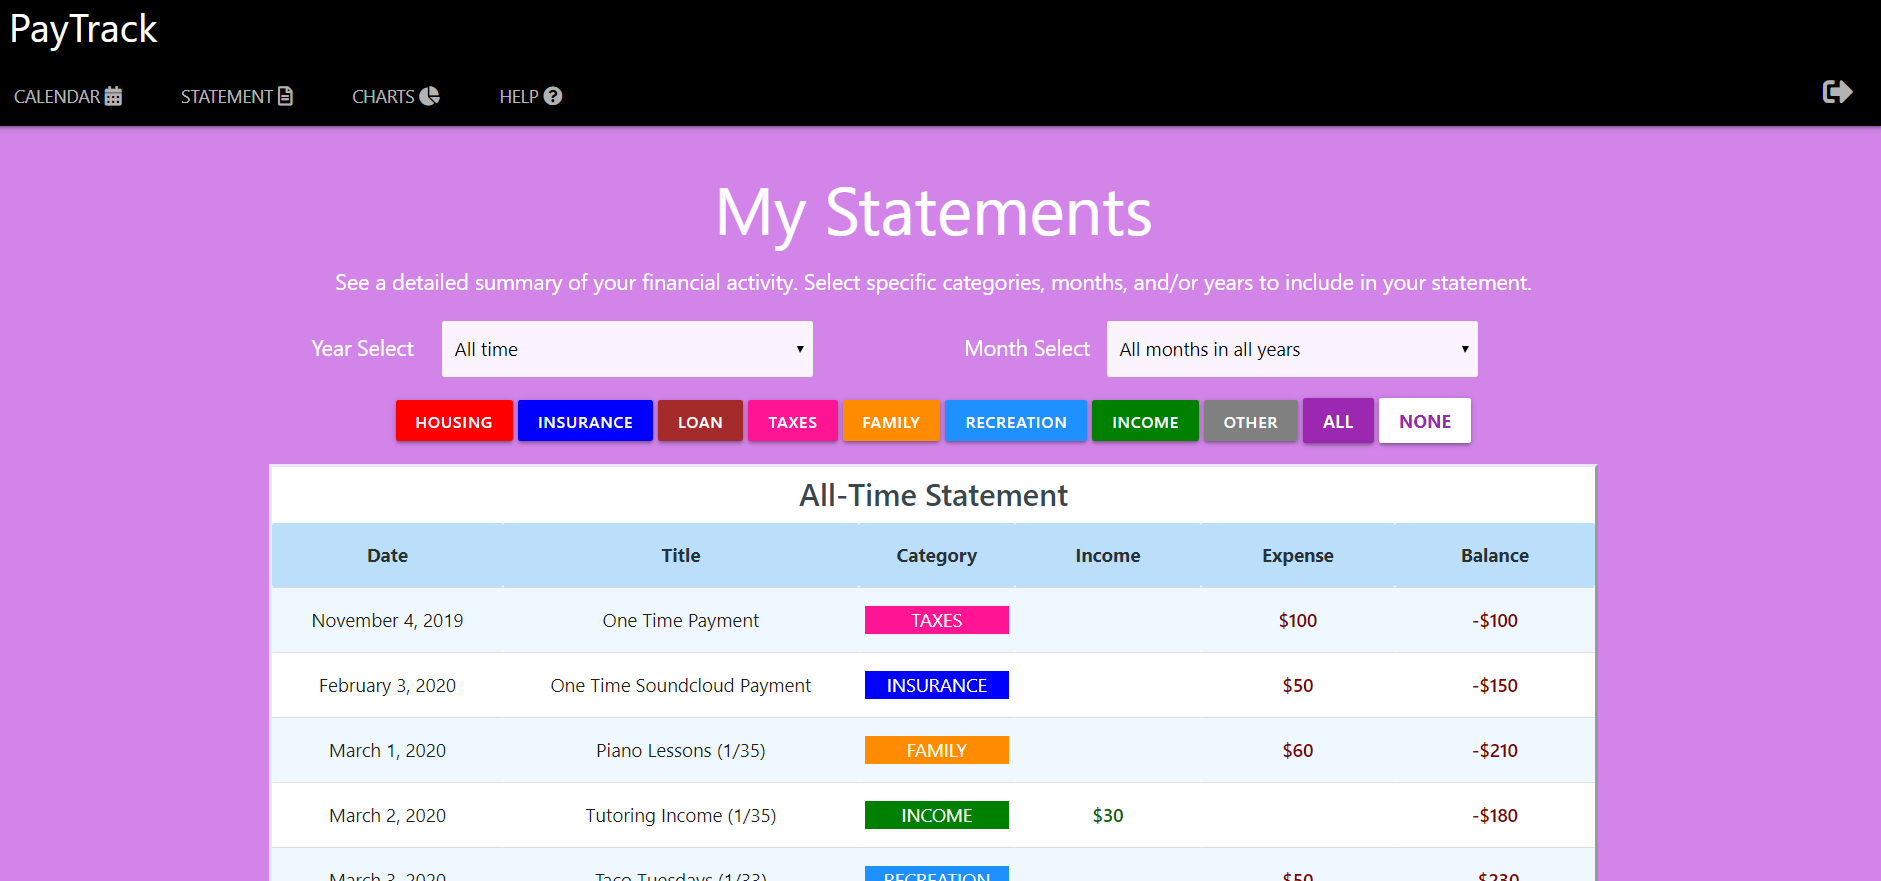 PayTrack
CALENDAR STATEMENT CHARTS HELP
My Statements
See a detailed summary of your financial activity. Select specific categories, months, and/or years to include in your statement.
Year Select All time Month Select All months in all years
HOUSING INSURANCE LOAN TAXES FAMILY RECREATION INCOME OTHER ALL NONE
All-Time Statement
Date Title Category Income Expense Balance
November 4, 2019 One Time Payment TAXES $100 -$100
February 3, 2020 One Time Soundcloud Payment INSURANCE $50 -$150
March 1, 2020 Piano Lessons (1/35) FAMILY $60 -$210
March 2, 2020 Tutoring Income (1/35) INCOME $30 -$180
March 3, 2020 Taco Tuesdays (1/33) RECREATION $50 -$230